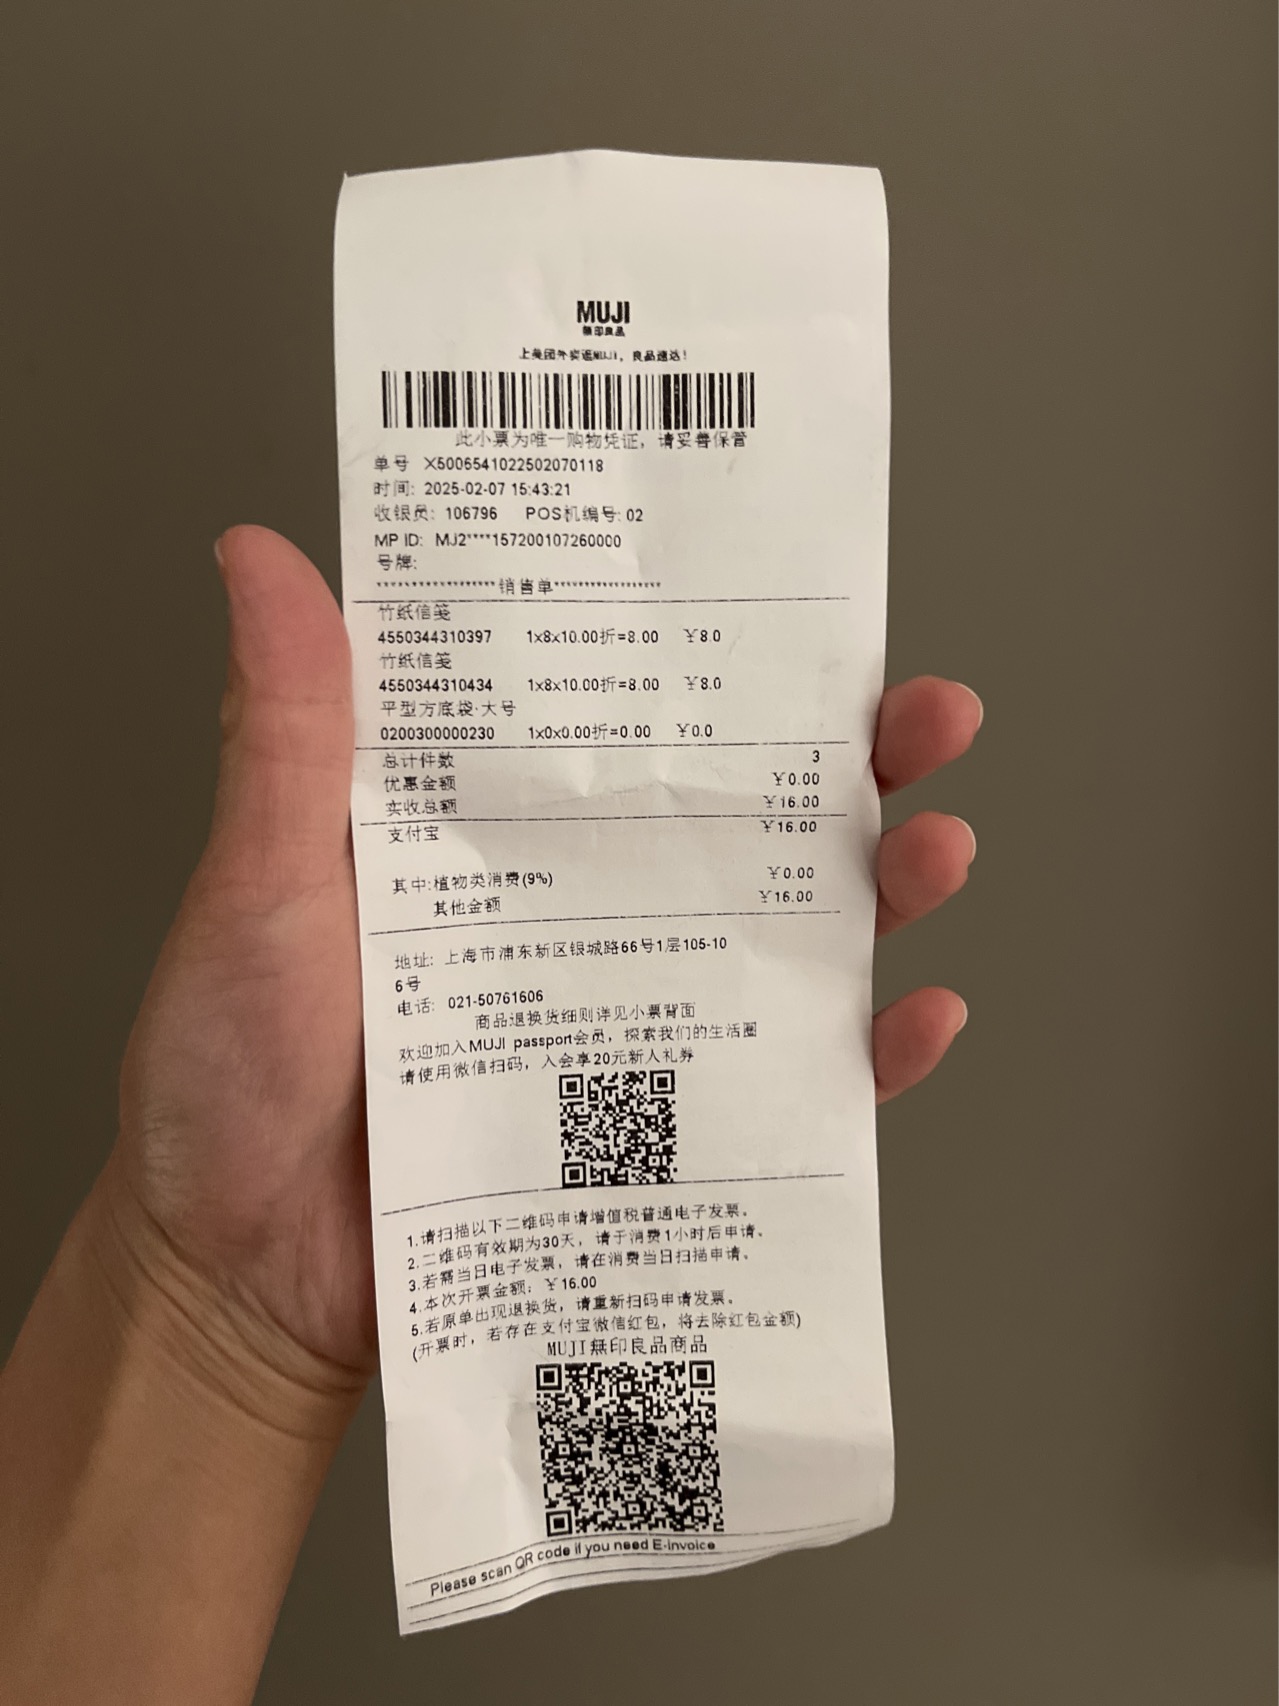 MUJI
無印良品
上美团外卖逛MUJI，良品速达！
此小票为唯一购物凭证，请妥善保管
单号 X5006541022502070118
时间: 2025-02-07 15:43:21
收银员: 106796 POS机编号: 02
MP ID: MJ2****157200107260000
号牌:
*******************销售单******************
竹纸信笺
4550344310397 1x8x10.00折=8.00 ¥8.0
竹纸信笺
4550344310434 1x8x10.00折=8.00 ¥8.0
平型方底袋·大号
0200300000230 1x0x0.00折=0.00 ¥0.0
总计件数 3
优惠金额 ¥0.00
实收总额 ¥16.00
支付宝 ¥16.00
其中:植物类消费(9%) ¥0.00
其他金额 ¥16.00
地址: 上海市浦东新区银城路66号1层105-10
6号
电话: 021-50761606
商品退换货细则详见小票背面
欢迎加入MUJI passport会员，探索我们的生活圈
请使用微信扫码，入会享20元新人礼券
1.请扫描以下二维码申请增值税普通电子发票。
2.二维码有效期为30天，请于消费1小时后申请。
3.若需当日电子发票，请在消费当日扫描申请。
4.本次开票金额: ¥16.00
5.若原单出现退换货，请重新扫码申请发票。
(开票时，若存在支付宝微信红包，将去除红包金额)
MUJI無印良品商品
Please scan QR code if you need E-invoice